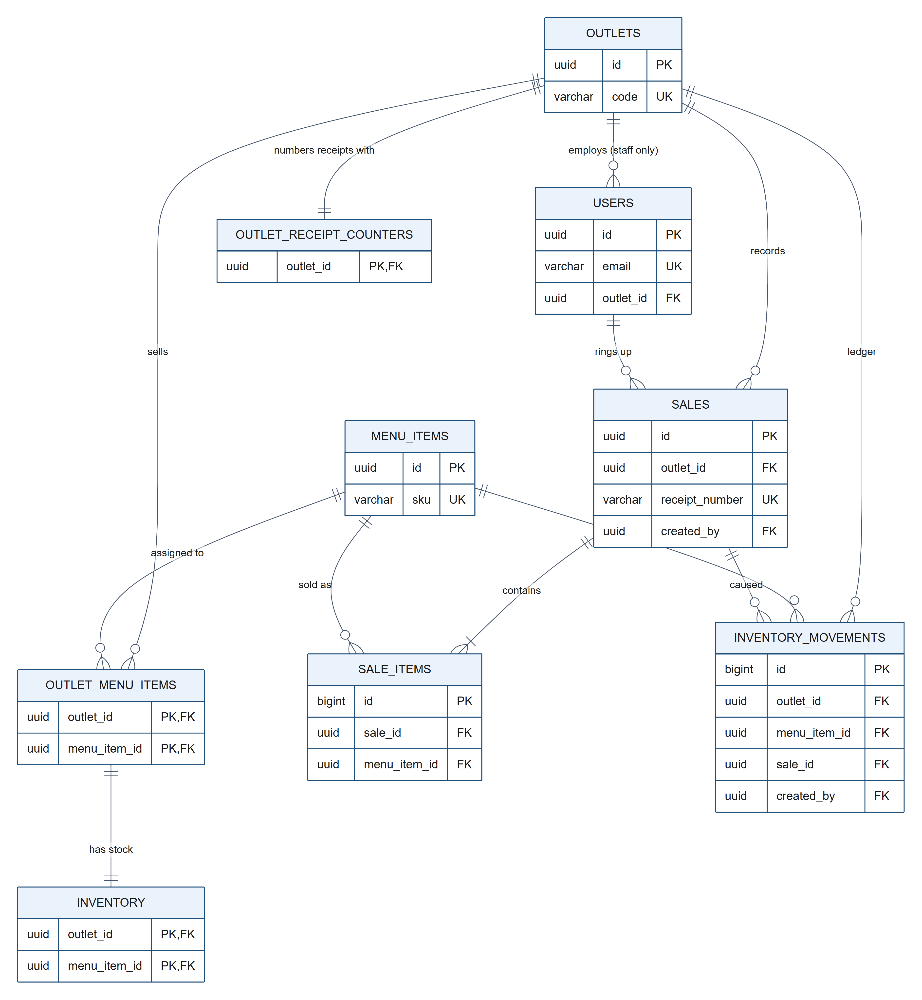 OUTLETS
uuid id PK
varchar code UK
numbers receipts with
employs (staff only)
USERS
uuid id PK
varchar email UK
uuid outlet_id FK
OUTLET_RECEIPT_COUNTERS
uuid outlet_id PK,FK
records
sells
rings up
ledger
SALES
uuid id PK
uuid outlet_id FK
varchar receipt_number UK
uuid created_by FK
MENU_ITEMS
uuid id PK
varchar sku UK
assigned to
sold as
contains
caused
INVENTORY_MOVEMENTS
bigint id PK
uuid outlet_id FK
uuid menu_item_id FK
uuid sale_id FK
uuid created_by FK
SALE_ITEMS
bigint id PK
uuid sale_id FK
uuid menu_item_id FK
OUTLET_MENU_ITEMS
uuid outlet_id PK,FK
uuid menu_item_id PK,FK
has stock
INVENTORY
uuid outlet_id PK,FK
uuid menu_item_id PK,FK